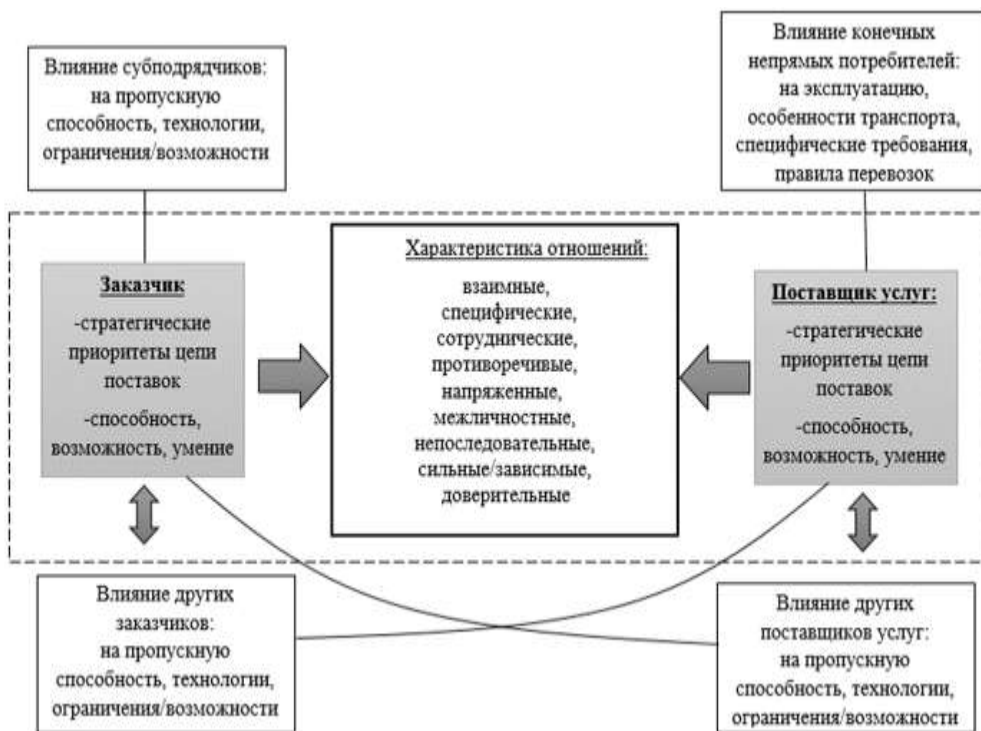 Влияние субподрядчиков:
на пропускную
способность, технологии,
ограничения/возможности
Влияние конечных
непрямых потребителей:
на эксплуатацию,
особенности транспорта,
специфические требования,
правила перевозок
Заказчик
-стратегические
приоритеты цепи
поставок
-способность,
возможность, умение
Характеристика отношений:
взаимные,
специфические,
сотруднические,
противоречивые,
напряженные,
межличностные,
непоследовательные,
сильные/зависимые,
доверительные
Поставщик услуг:
-стратегические
приоритеты цепи
поставок
-способность,
возможность, умение
Влияние других
заказчиков:
на пропускную
способность, технологии,
ограничения/возможности
Влияние других
поставщиков услуг:
на пропускную
способность, технологии,
ограничения/возможности